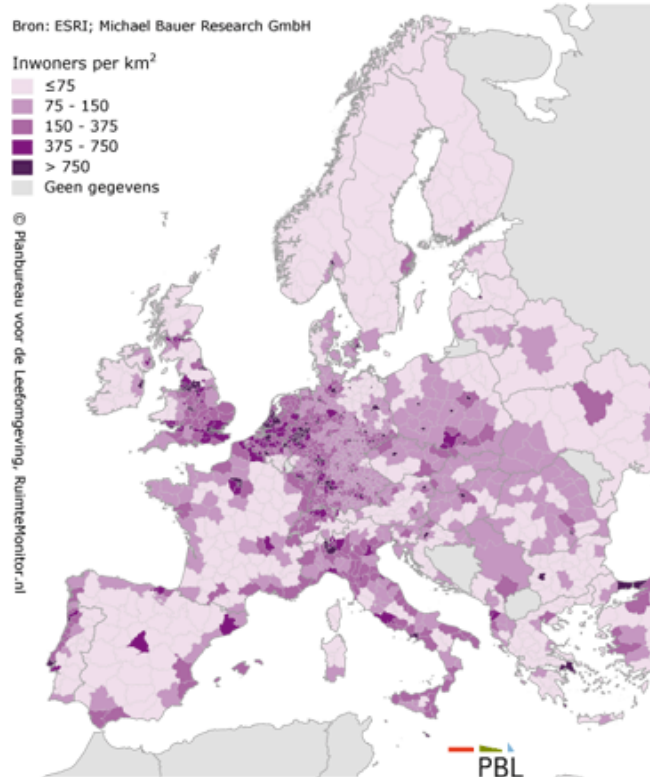 Bron: ESRI; Michael Bauer Research GmbH
Inwoners per km²
≤75
75 - 150
150 - 375
375 - 750
> 750
Geen gegevens
© Planbureau voor de Leefomgeving, RuimteMonitor.nl
PBL